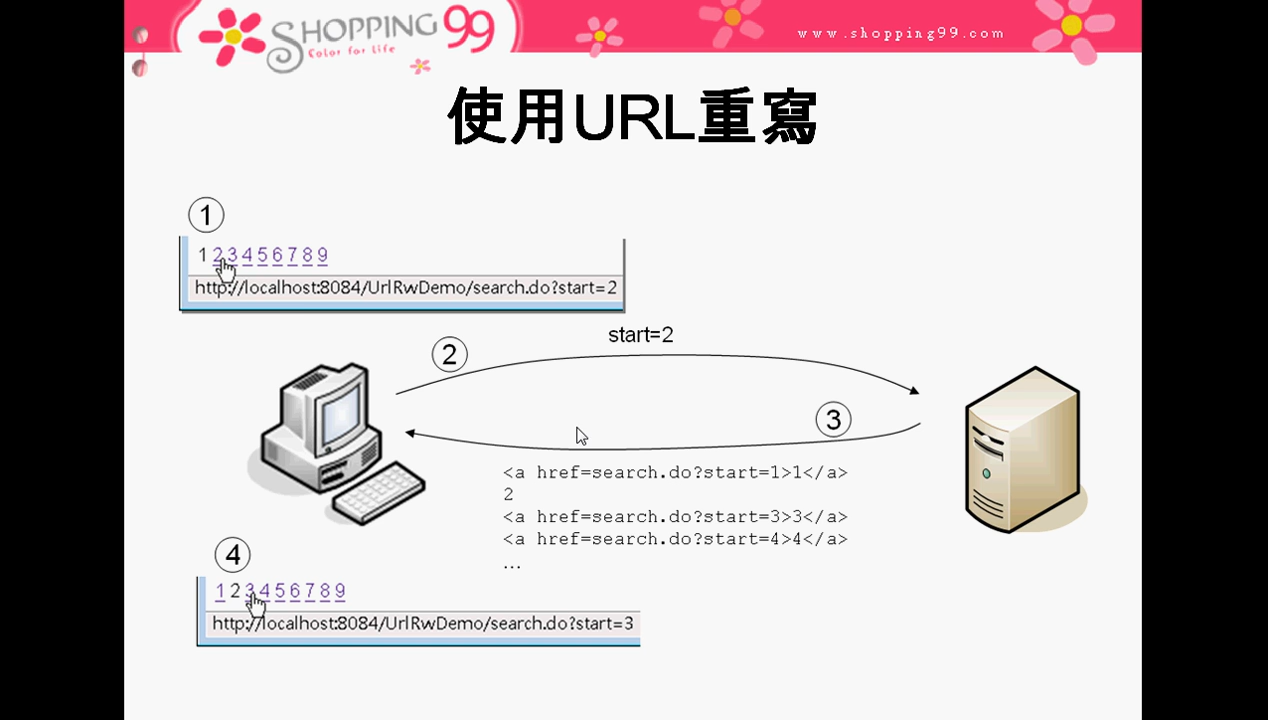 SHOPPING 99
Color for Life
www.shopping99.com
使用URL重寫
1
1 2 3 4 5 6 7 8 9
http://localhost:8084/UrlRwDemo/search.do?start=2
start=2
2
3
<a href=search.do?start=1>1</a>
2
<a href=search.do?start=3>3</a>
<a href=search.do?start=4>4</a>
...
4
1 2 3 4 5 6 7 8 9
http://localhost:8084/UrlRwDemo/search.do?start=3